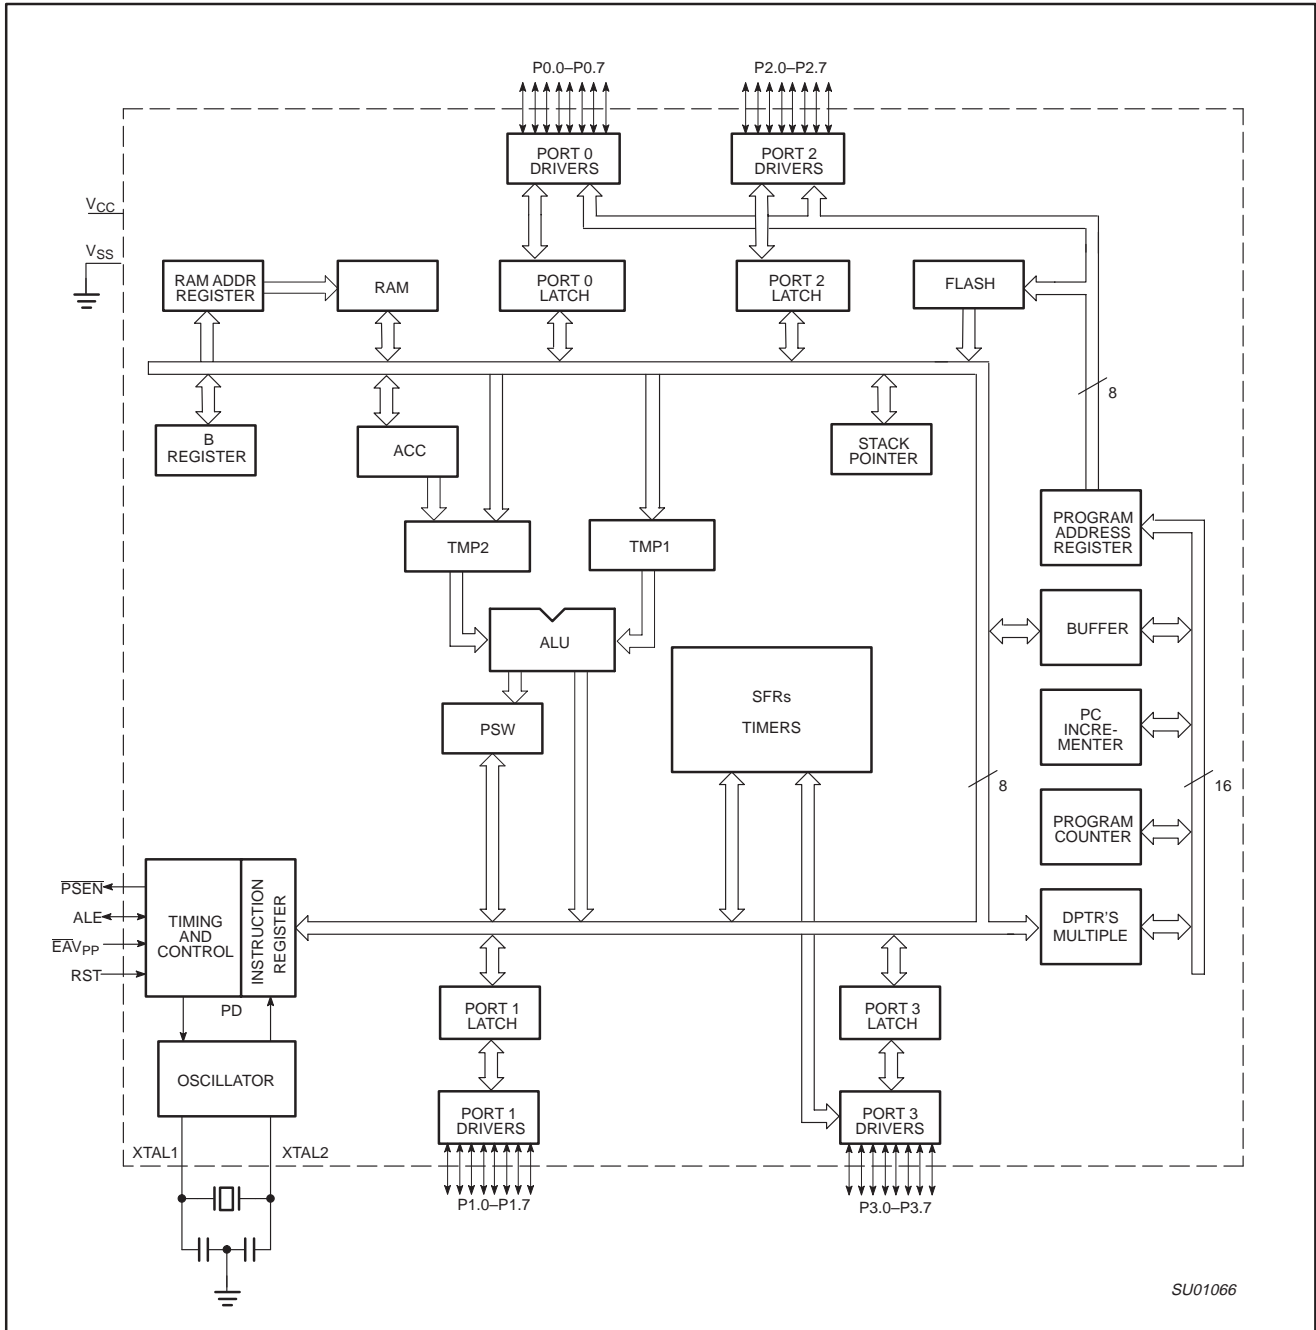 P0.0–P0.7
P2.0–P2.7
PORT 0
DRIVERS
PORT 2
DRIVERS
VCC
VSS
RAM ADDR
REGISTER
RAM
PORT 0
LATCH
PORT 2
LATCH
FLASH
8
B
REGISTER
ACC
STACK
POINTER
TMP2
TMP1
PROGRAM
ADDRESS
REGISTER
ALU
BUFFER
SFRs
TIMERS
PSW
PC
INCRE-
MENTER
8
16
PROGRAM
COUNTER
PSEN
ALE
EAVPP
RST
TIMING
AND
CONTROL
INSTRUCTION
REGISTER
DPTR'S
MULTIPLE
PD
PORT 1
LATCH
PORT 3
LATCH
OSCILLATOR
PORT 1
DRIVERS
PORT 3
DRIVERS
XTAL1
XTAL2
P1.0–P1.7
P3.0–P3.7
SU01066